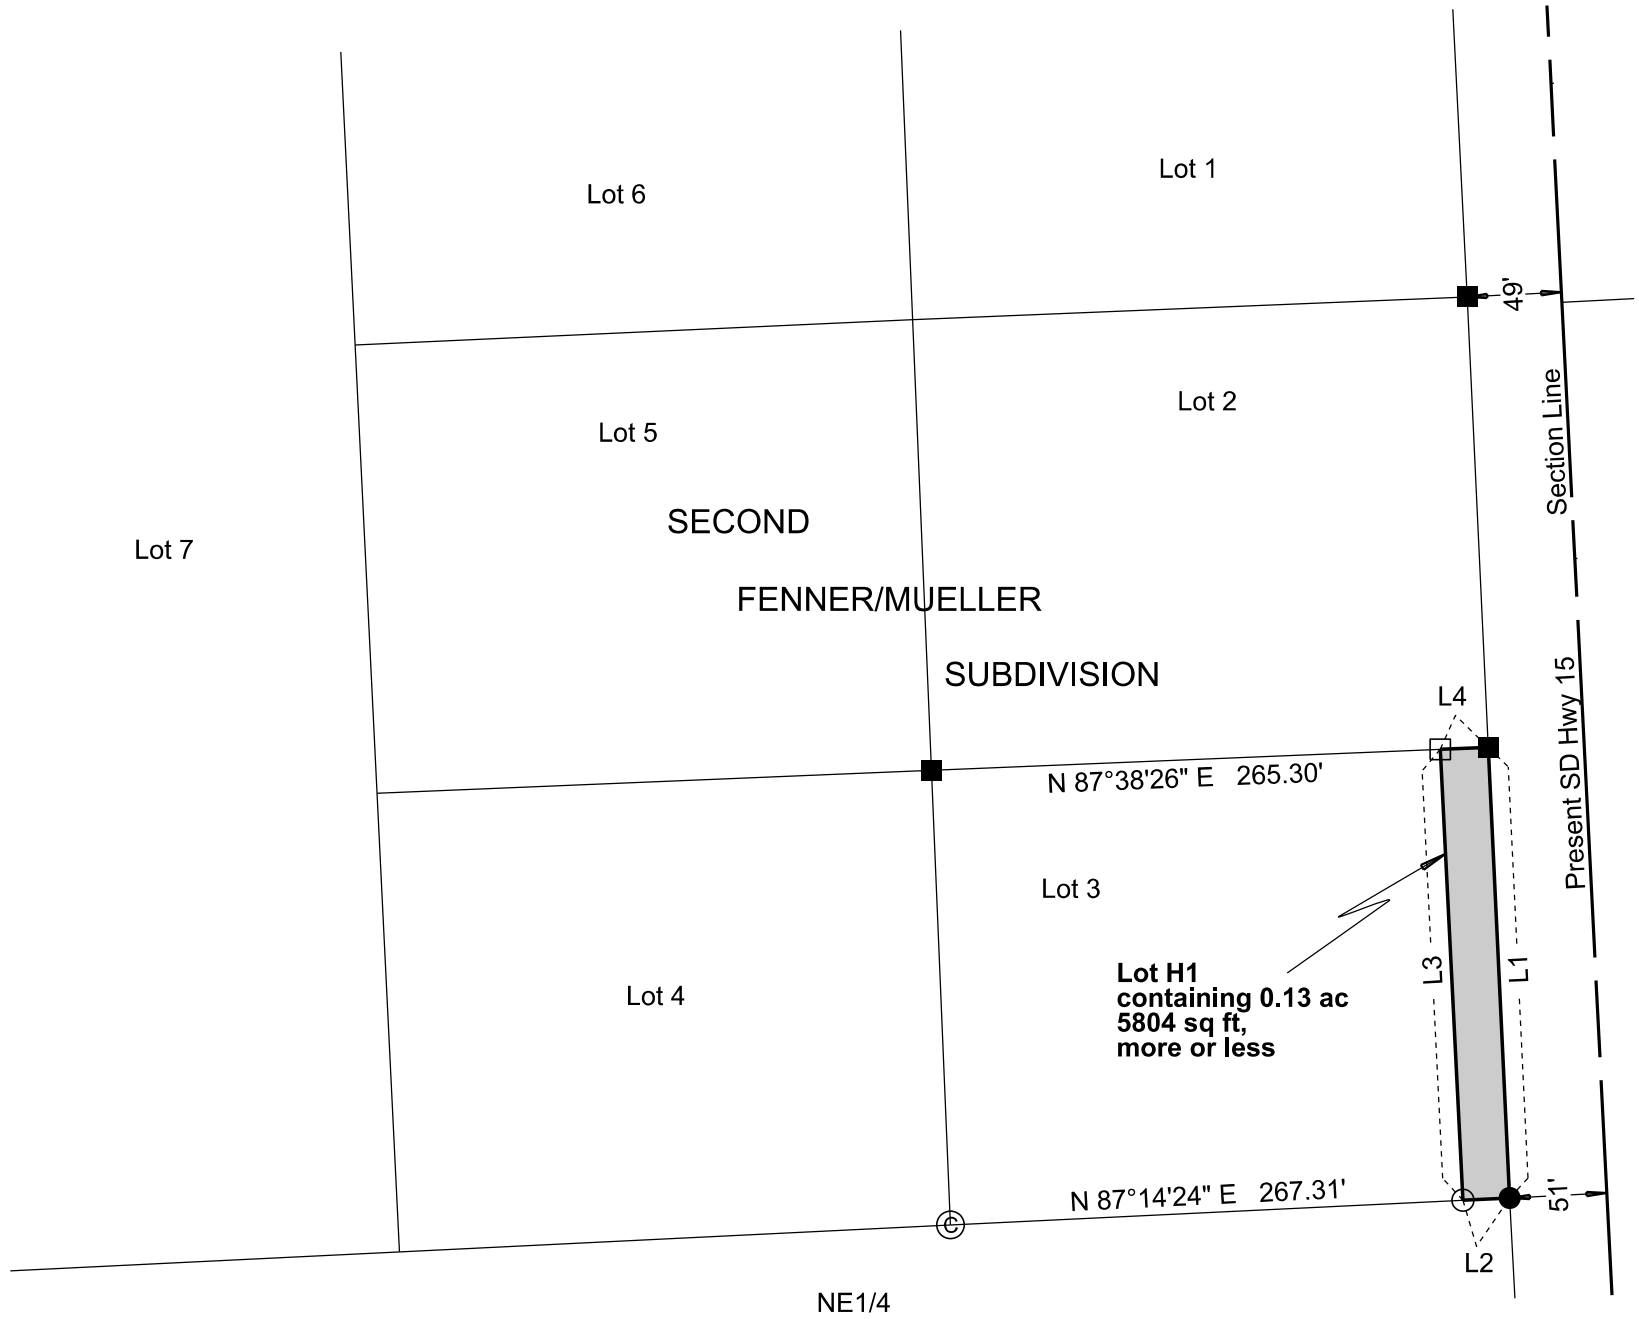 Lot 1
Lot 6
49'
Section Line
Lot 2
Lot 5
SECOND
Lot 7
FENNER/MUELLER
SUBDIVISION
Present SD Hwy 15
L4
N 87°38'26" E 265.30'
Lot 3
Lot H1
containing 0.13 ac
5804 sq ft,
more or less
L3
L1
Lot 4
N 87°14'24" E 267.31'
51'
C
L2
NE1/4